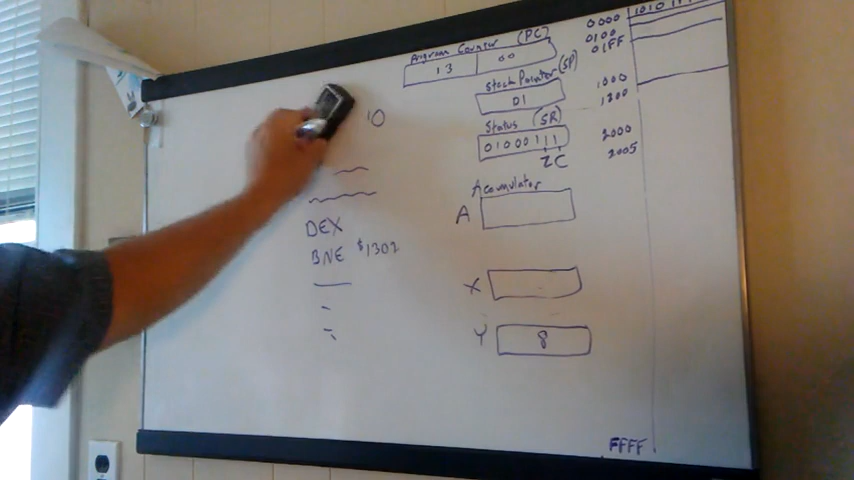 10
DEX
BNE $1302
Program Counter (PC)
13 00
Stack Pointer (SP)
01
Status (SR)
01000111
ZC
Acumulator
A
X
Y 8
0000
0100
01FF
1000
1200
2000
2005
FFFF